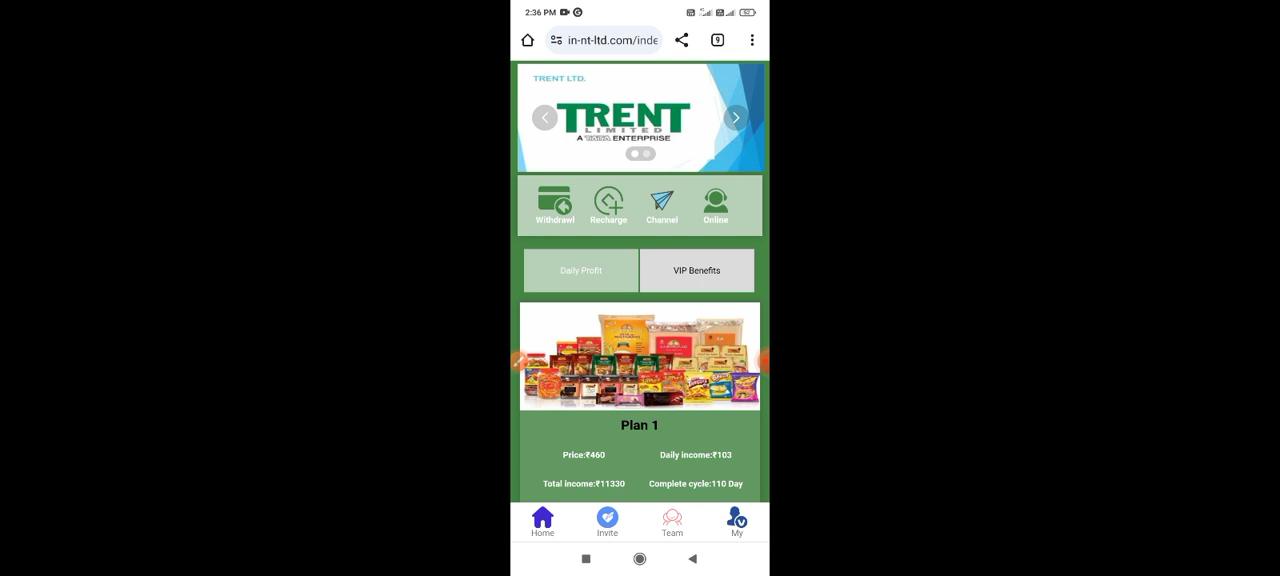 2:36 PM
92
in-nt-ltd.com/inde
9
TRENT LTD.
TRENT
LIMITED
A TATA ENTERPRISE
Withdrawl Recharge Channel Online
Daily Profit VIP Benefits
Plan 1
Price:₹460 Daily income:₹103
Total income:₹11330 Complete cycle:110 Day
Home Invite Team My